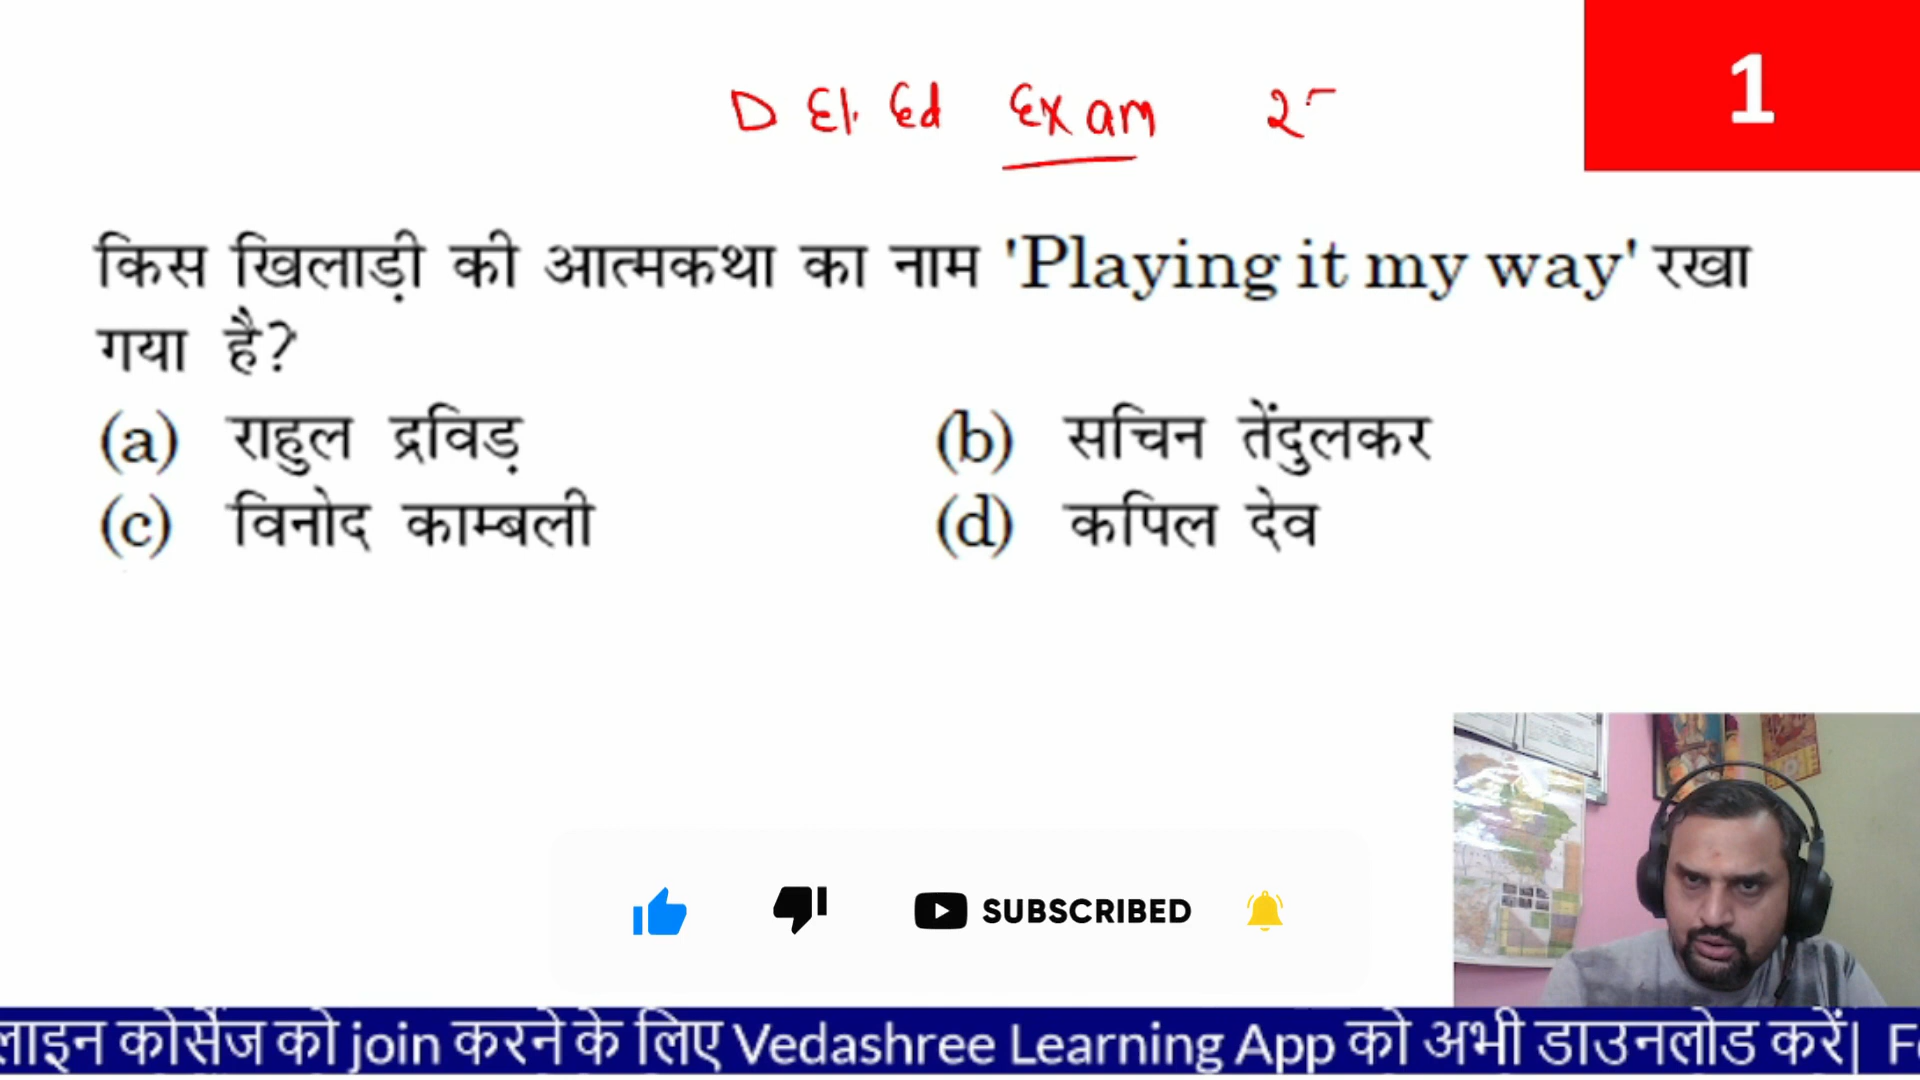 D El. Ed Exam 25
1
किस खिलाड़ी की आत्मकथा का नाम 'Playing it my way' रखा
गया है?
(a) राहुल द्रविड़
(b) सचिन तेंदुलकर
(c) विनोद काम्बली
(d) कपिल देव
SUBSCRIBED
लाइन कोर्सेज को join करने के लिए Vedashree Learning App को अभी डाउनलोड करें| F